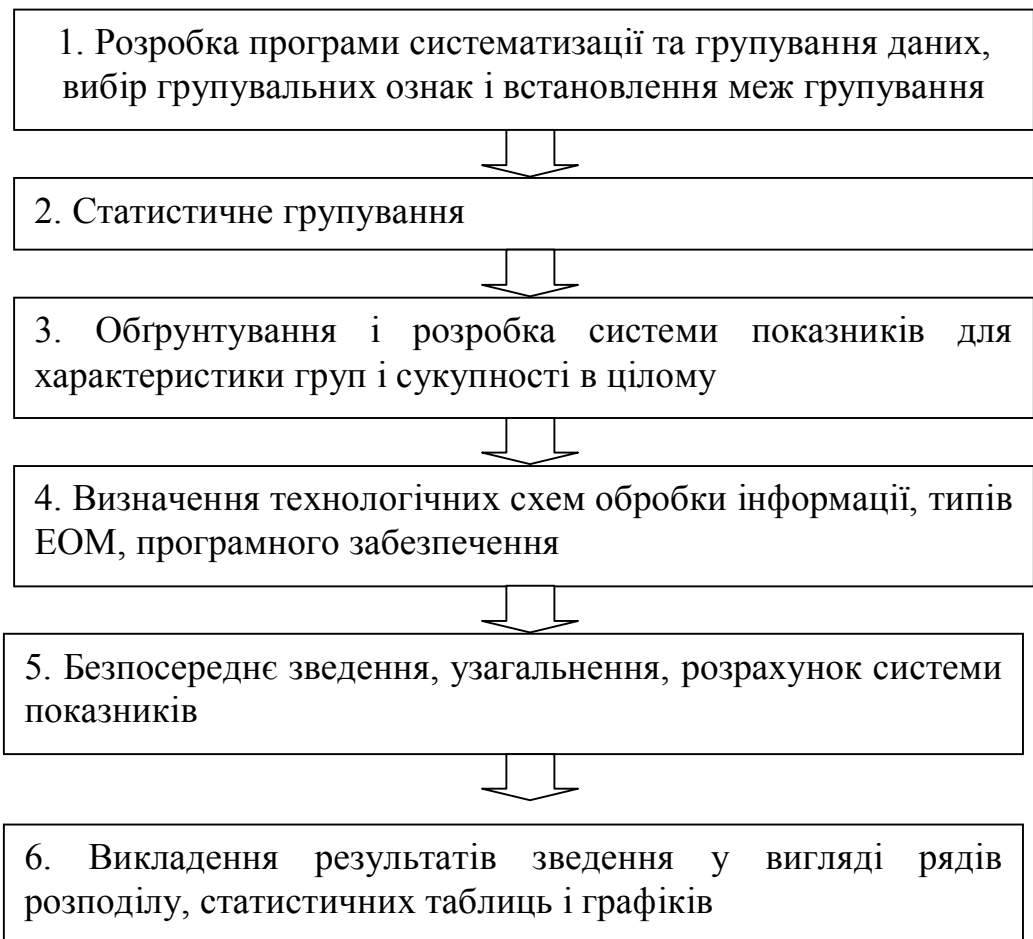 1. Розробка програми систематизації та групування даних,
вибір групувальних ознак і встановлення меж групування
2. Статистичне групування
3. Обґрунтування і розробка системи показників для
характеристики груп і сукупності в цілому
4. Визначення технологічних схем обробки інформації, типів
ЕОМ, програмного забезпечення
5. Безпосереднє зведення, узагальнення, розрахунок системи
показників
6. Викладення результатів зведення у вигляді рядів
розподілу, статистичних таблиць і графіків